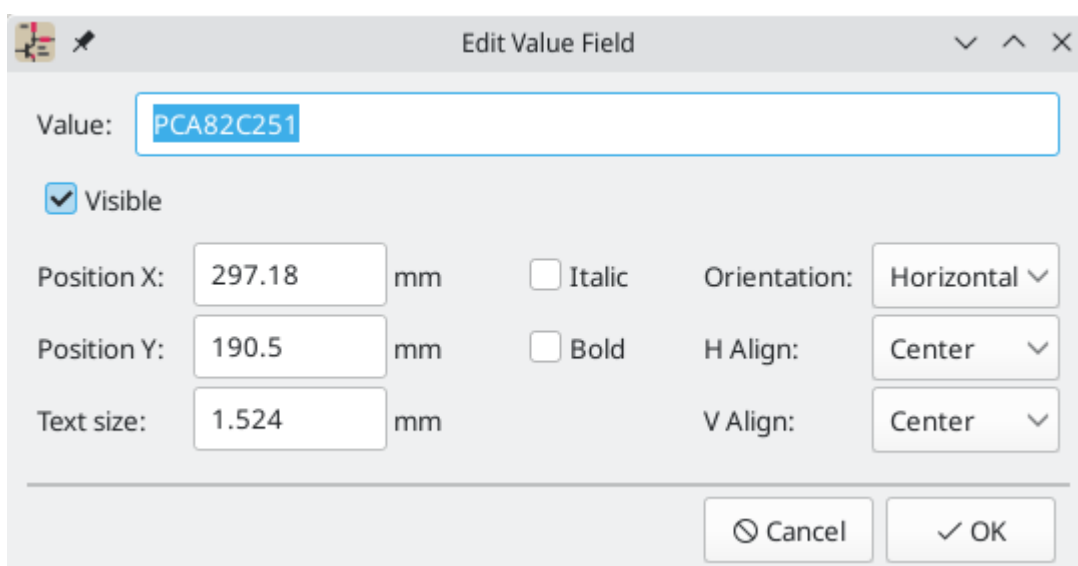 Edit Value Field
Value: PCA82C251
Visible
Position X: 297.18 mm Italic Orientation: Horizontal
Position Y: 190.5 mm Bold H Align: Center
Text size: 1.524 mm V Align: Center
Cancel OK